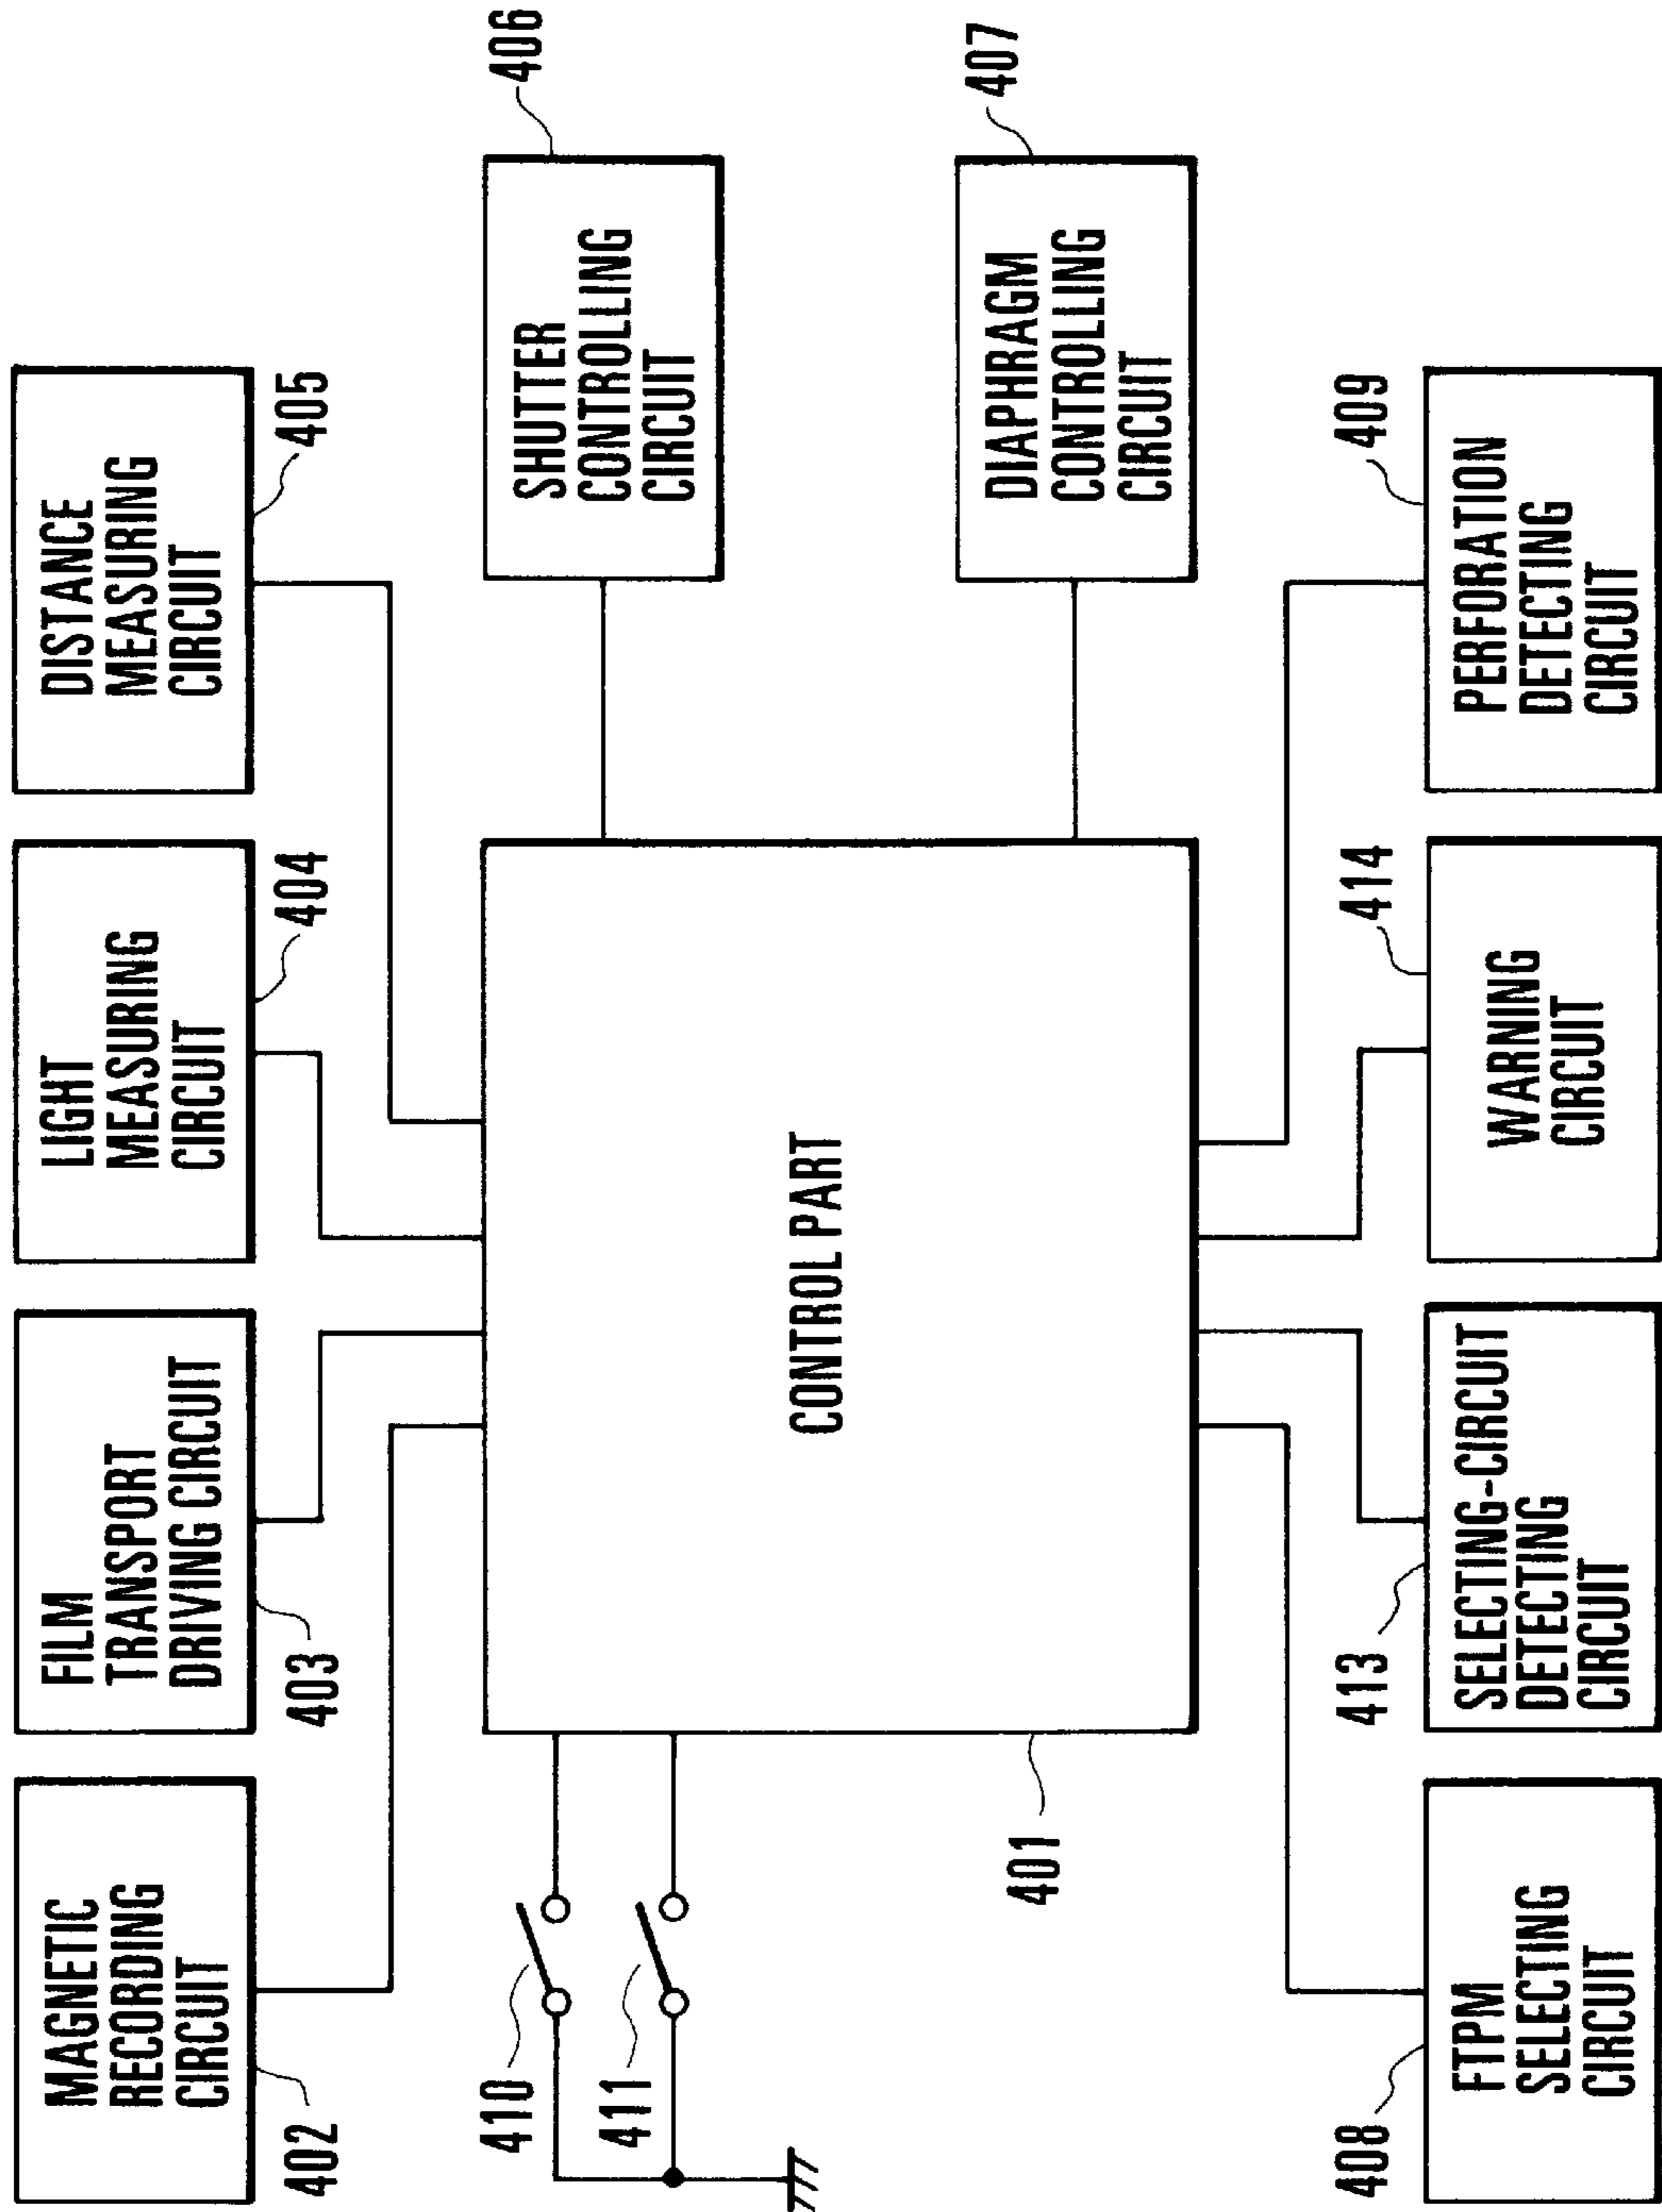 MAGNETIC
RECORDING
CIRCUIT
402
FILM
TRANSPORT
DRIVING CIRCUIT
403
LIGHT
MEASURING
CIRCUIT
404
DISTANCE
MEASURING
CIRCUIT
405
SHUTTER
CONTROLLING
CIRCUIT
406
DIAPHRAGM
CONTROLLING
CIRCUIT
407
410
411
CONTROL PART
401
FTPM
SELECTING
CIRCUIT
408
SELECTING-CIRCUIT
DETECTING
CIRCUIT
413
WARNING
CIRCUIT
414
PERFORATION
DETECTING
CIRCUIT
409